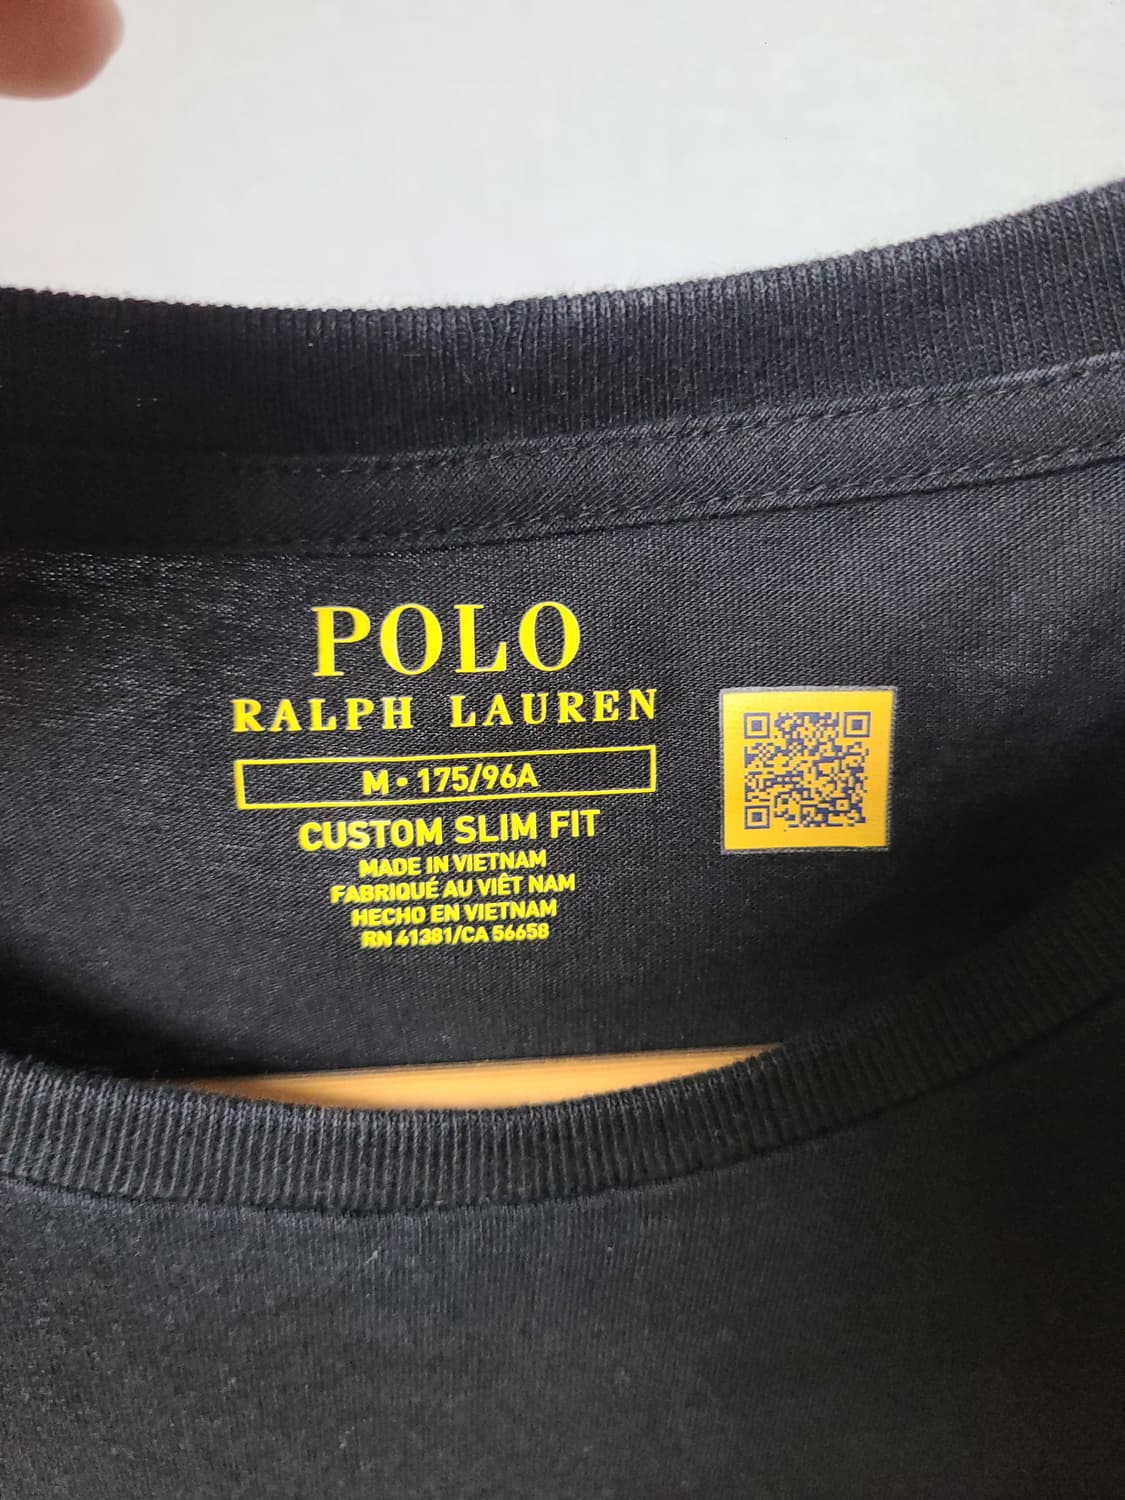 POLO
RALPH LAUREN
M • 175/96A
CUSTOM SLIM FIT
MADE IN VIETNAM
FABRIQUÉ AU VIÊT NAM
HECHO EN VIETNAM
RN 41381/CA 56658